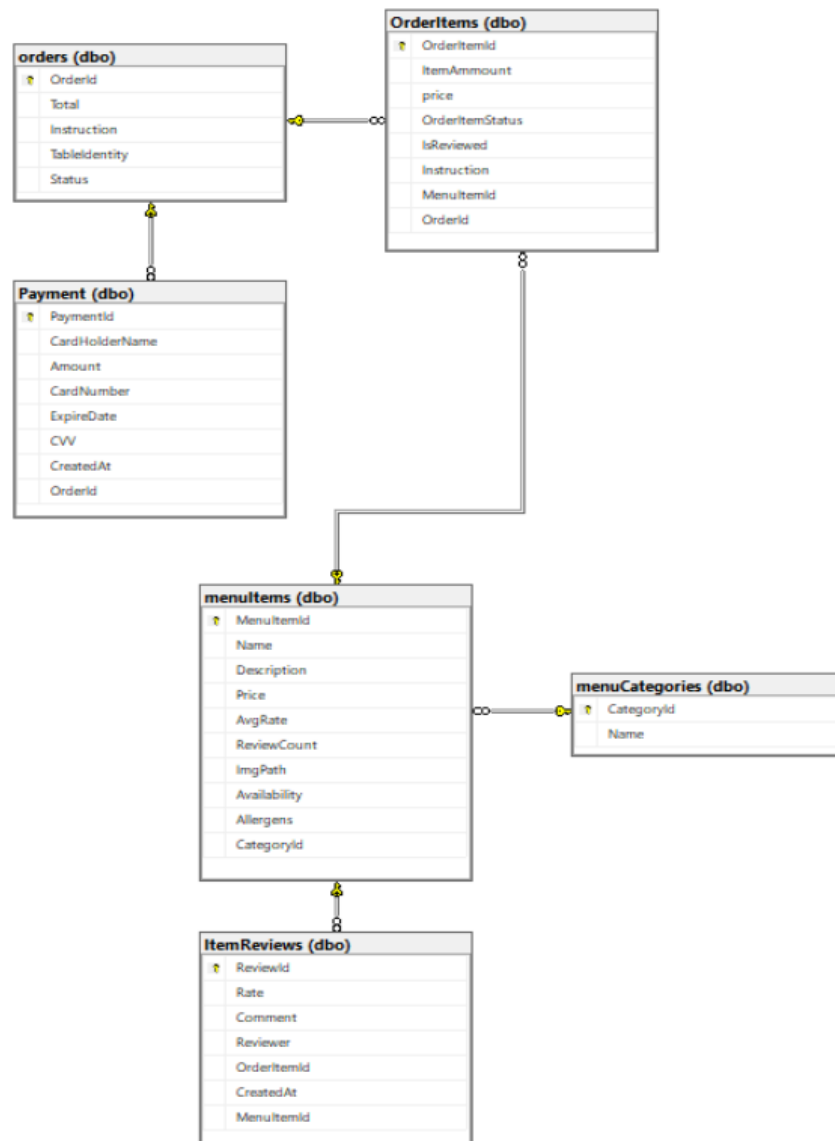 orders (dbo)
OrderId
Total
Instruction
TableIdentity
Status
OrderItems (dbo)
OrderItemId
ItemAmmount
price
OrderItemStatus
IsReviewed
Instruction
MenuItemId
OrderId
Payment (dbo)
PaymentId
CardHolderName
Amount
CardNumber
ExpireDate
CVV
CreatedAt
OrderId
menuItems (dbo)
MenuItemId
Name
Description
Price
AvgRate
ReviewCount
ImgPath
Availability
Allergens
CategoryId
menuCategories (dbo)
CategoryId
Name
ItemReviews (dbo)
ReviewId
Rate
Comment
Reviewer
OrderItemId
CreatedAt
MenuItemId